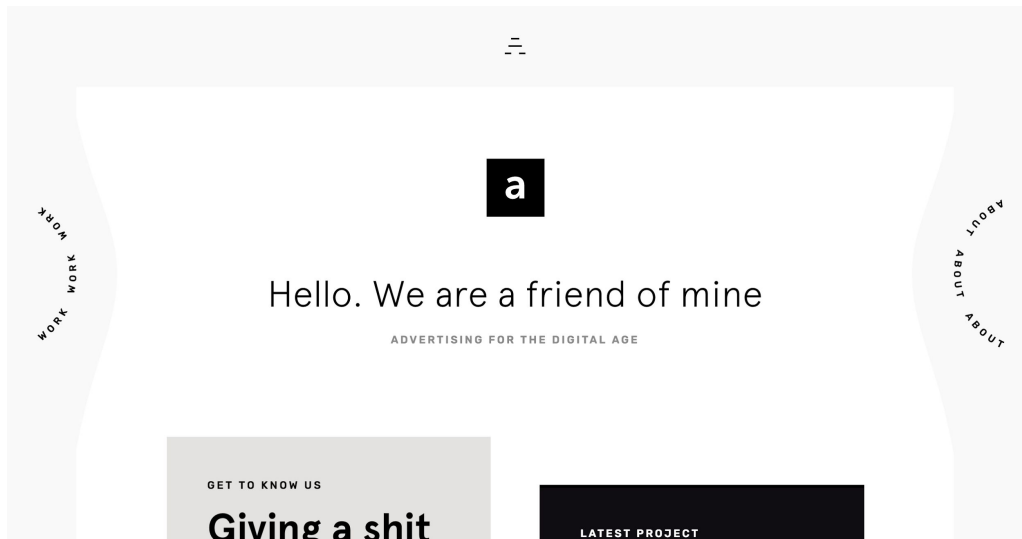 a
WORK WORK WORK
ABOUT ABOUT ABOUT
Hello. We are a friend of mine
ADVERTISING FOR THE DIGITAL AGE
GET TO KNOW US
Giving a shit
LATEST PROJECT